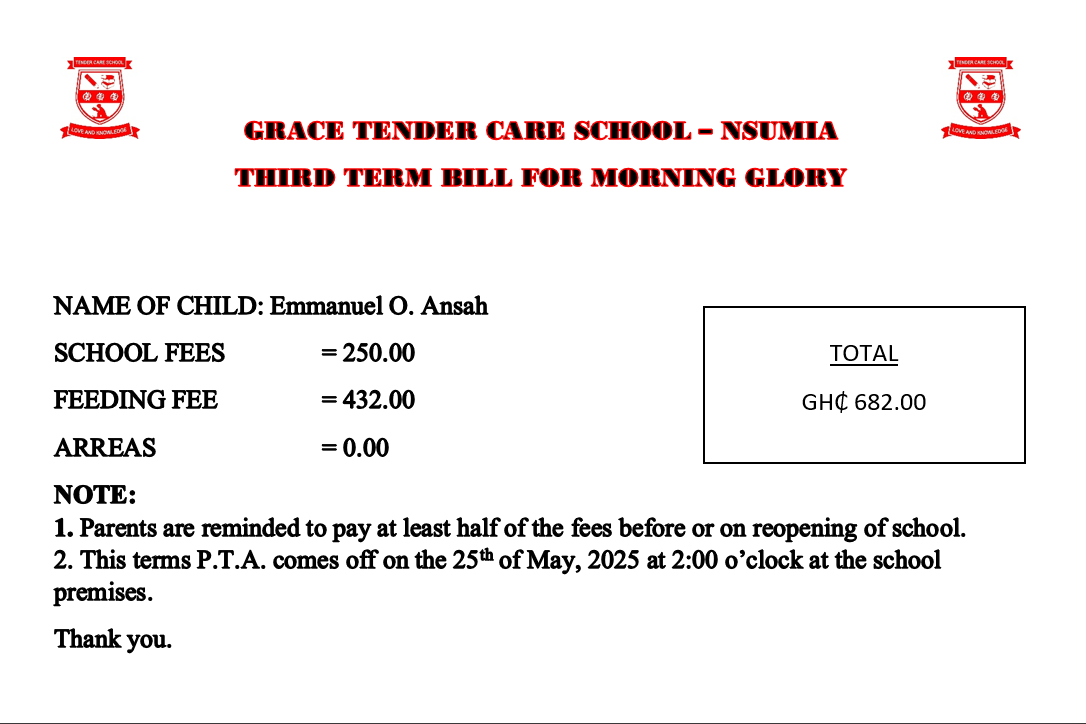 TENDER CARE SCHOOL
LOVE AND KNOWLEDGE
TENDER CARE SCHOOL
LOVE AND KNOWLEDGE
GRACE TENDER CARE SCHOOL – NSUMIA
THIRD TERM BILL FOR MORNING GLORY
NAME OF CHILD: Emmanuel O. Ansah
SCHOOL FEES = 250.00
FEEDING FEE = 432.00
ARREAS = 0.00
TOTAL
GH₵ 682.00
NOTE:
1. Parents are reminded to pay at least half of the fees before or on reopening of school.
2. This terms P.T.A. comes off on the 25th of May, 2025 at 2:00 o’clock at the school
premises.
Thank you.